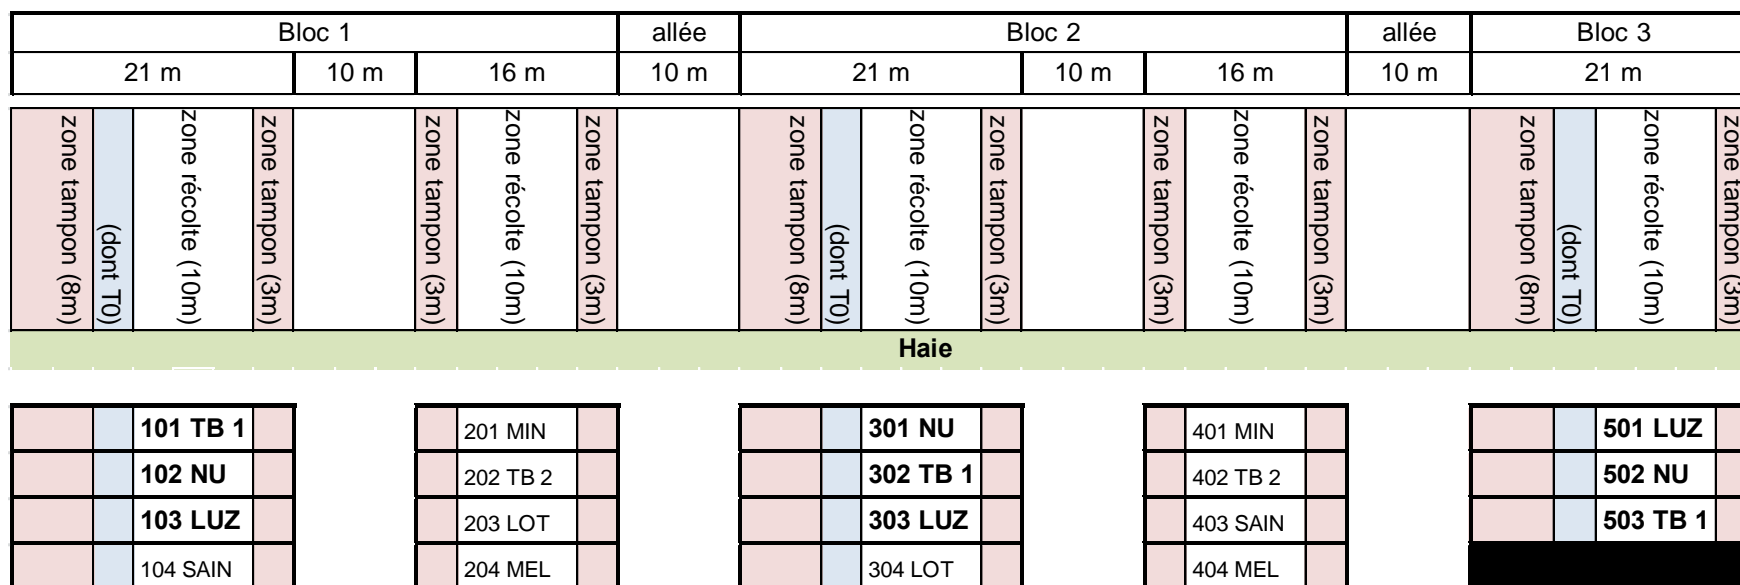 Bloc 1 allée Bloc 2 allée Bloc 3
21 m 10 m 16 m 10 m 21 m 10 m 16 m 10 m 21 m
zone tampon (8m)
(dont T0)
zone récolte (10m)
zone tampon (3m)
zone tampon (3m)
zone récolte (10m)
zone tampon (3m)
zone tampon (8m)
(dont T0)
zone récolte (10m)
zone tampon (3m)
zone tampon (3m)
zone récolte (10m)
zone tampon (3m)
zone tampon (8m)
(dont T0)
zone récolte (10m)
zone tampon (3m)
Haie
101 TB 1 201 MIN 301 NU 401 MIN 501 LUZ
102 NU 202 TB 2 302 TB 1 402 TB 2 502 NU
103 LUZ 203 LOT 303 LUZ 403 SAIN 503 TB 1
104 SAIN 204 MEL 304 LOT 404 MEL